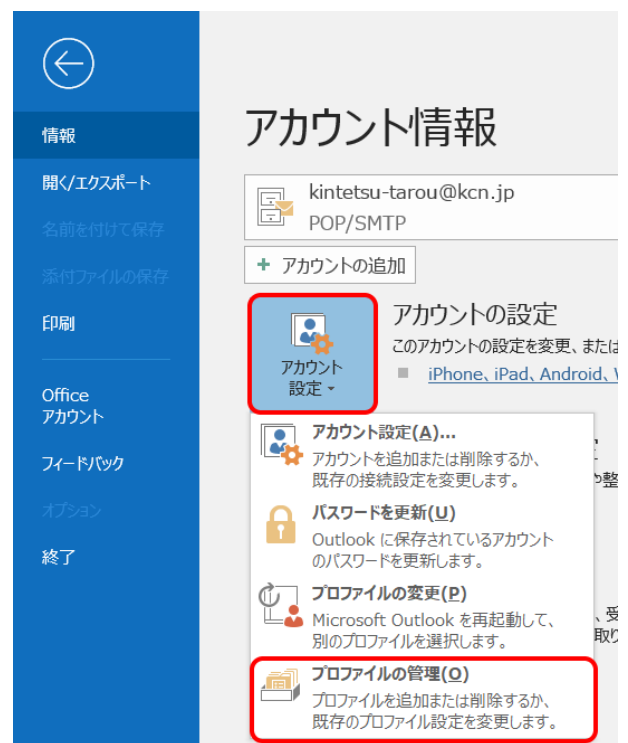 情報
開く/エクスポート
名前を付けて保存
添付ファイルの保存
印刷
Office
アカウント
フィードバック
オプション
終了
アカウント情報
kintetsu-tarou@kcn.jp
POP/SMTP
+ アカウントの追加
アカウント
設定
アカウントの設定
このアカウントの設定を変更、または
iPhone、iPad、Android、
アカウント設定(A)...
アカウントを追加または削除するか、
既存の接続設定を変更します。
や整
パスワードを更新(U)
Outlook に保存されているアカウント
のパスワードを更新します。
プロファイルの変更(P)
Microsoft Outlook を再起動して、
別のプロファイルを選択します。
、受
取り
プロファイルの管理(O)
プロファイルを追加または削除するか、
既存のプロファイル設定を変更します。